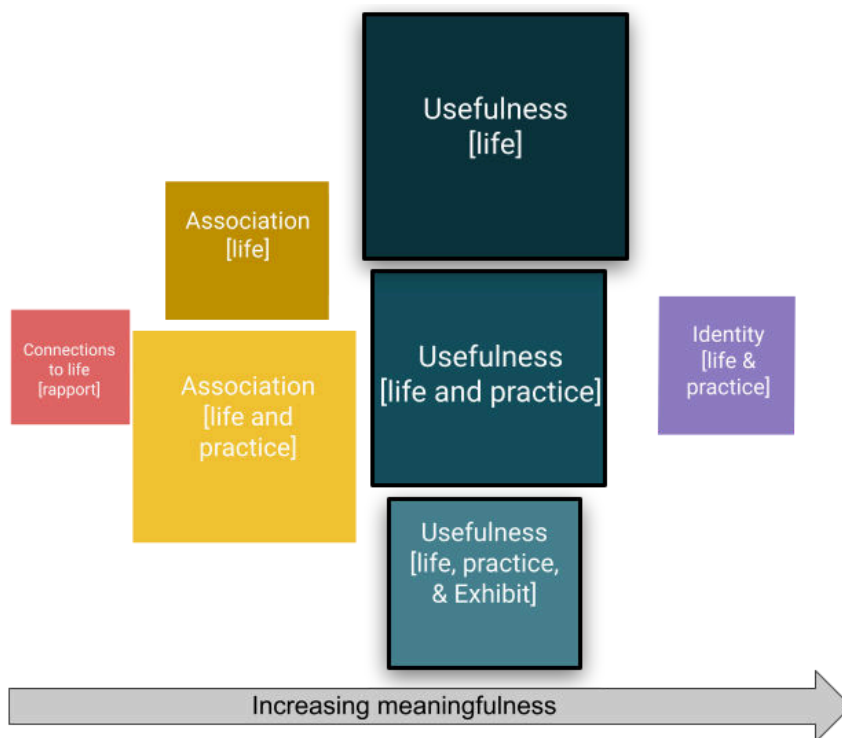 Usefulness
[life]
Association
[life]
Connections
to life
[rapport]
Association
[life and
practice]
Usefulness
[life and practice]
Identity
[life &
practice]
Usefulness
[life, practice,
& Exhibit]
Increasing meaningfulness